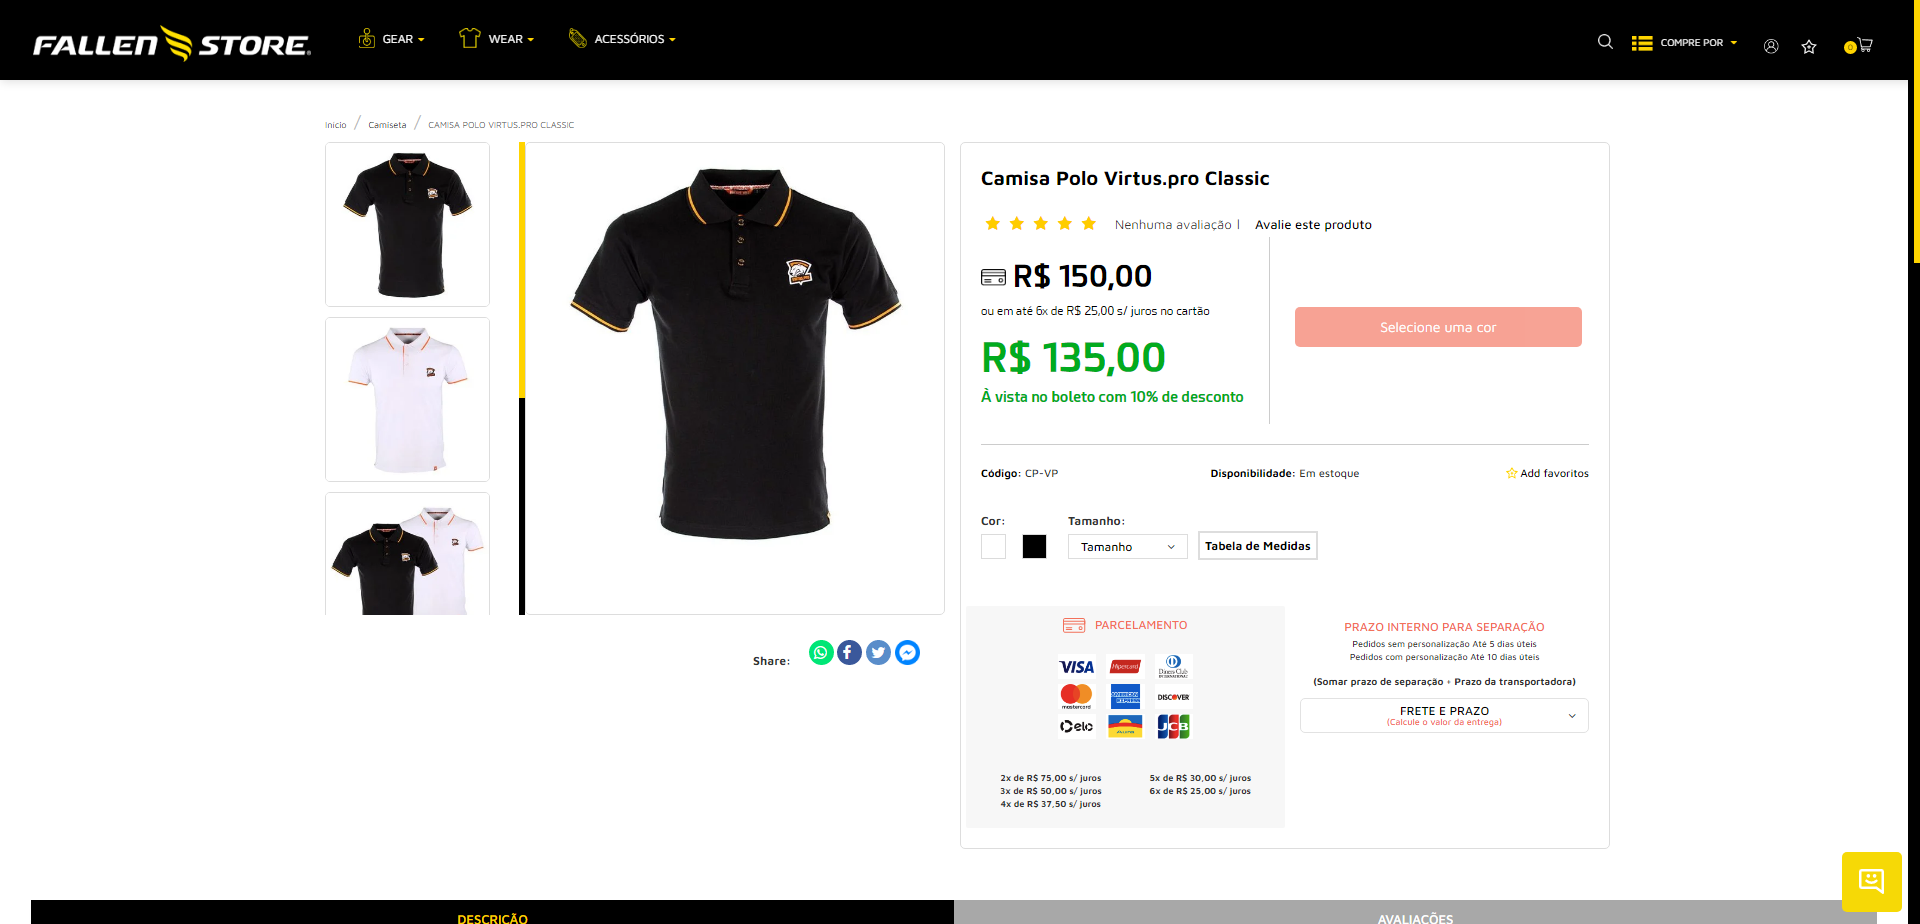 FALLEN STORE
GEAR
WEAR
ACESSÓRIOS
COMPRE POR
0
Início / Camiseta / CAMISA POLO VIRTUS.PRO CLASSIC
Camisa Polo Virtus.pro Classic
Nenhuma avaliação | Avalie este produto
R$ 150,00
ou em até 6x de R$ 25,00 s/ juros no cartão
R$ 135,00
À vista no boleto com 10% de desconto
Selecione uma cor
Código: CP-VP
Disponibilidade: Em estoque
Add favoritos
Cor:
Tamanho:
Tamanho
Tabela de Medidas
Share:
PARCELAMENTO
VISA
Hipercard
Diners Club
INTERNATIONAL
mastercard
AMERICAN EXPRESS
DISCOVER
elo
JCB
2x de R$ 75,00 s/ juros
3x de R$ 50,00 s/ juros
4x de R$ 37,50 s/ juros
5x de R$ 30,00 s/ juros
6x de R$ 25,00 s/ juros
PRAZO INTERNO PARA SEPARAÇÃO
Pedidos sem personalização Até 5 dias úteis
Pedidos com personalização Até 10 dias úteis
(Somar prazo de separação + Prazo da transportadora)
FRETE E PRAZO
(Calcule o valor da entrega)
DESCRIÇÃO
AVALIAÇÕES